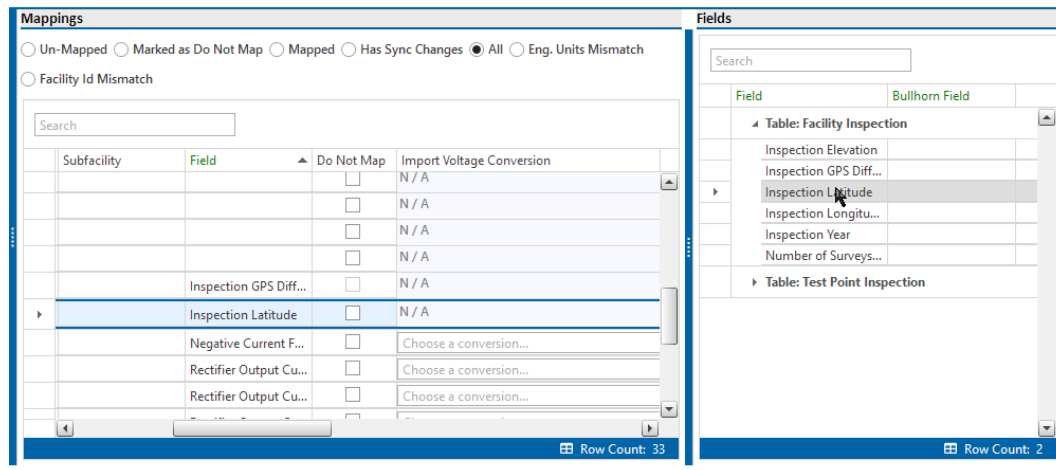 Mappings
Un-Mapped Marked as Do Not Map Mapped Has Sync Changes All Eng. Units Mismatch
Facility Id Mismatch
Search
Subfacility Field Do Not Map Import Voltage Conversion
N / A
N / A
N / A
N / A
Inspection GPS Diff... N / A
Inspection Latitude N / A
Negative Current F... Choose a conversion...
Rectifier Output Cu... Choose a conversion...
Rectifier Output Cu... Choose a conversion...
Row Count: 33
Fields
Search
Field Bullhorn Field
Table: Facility Inspection
Inspection Elevation
Inspection GPS Diff...
Inspection Latitude
Inspection Longitu...
Inspection Year
Number of Surveys...
Table: Test Point Inspection
Row Count: 2